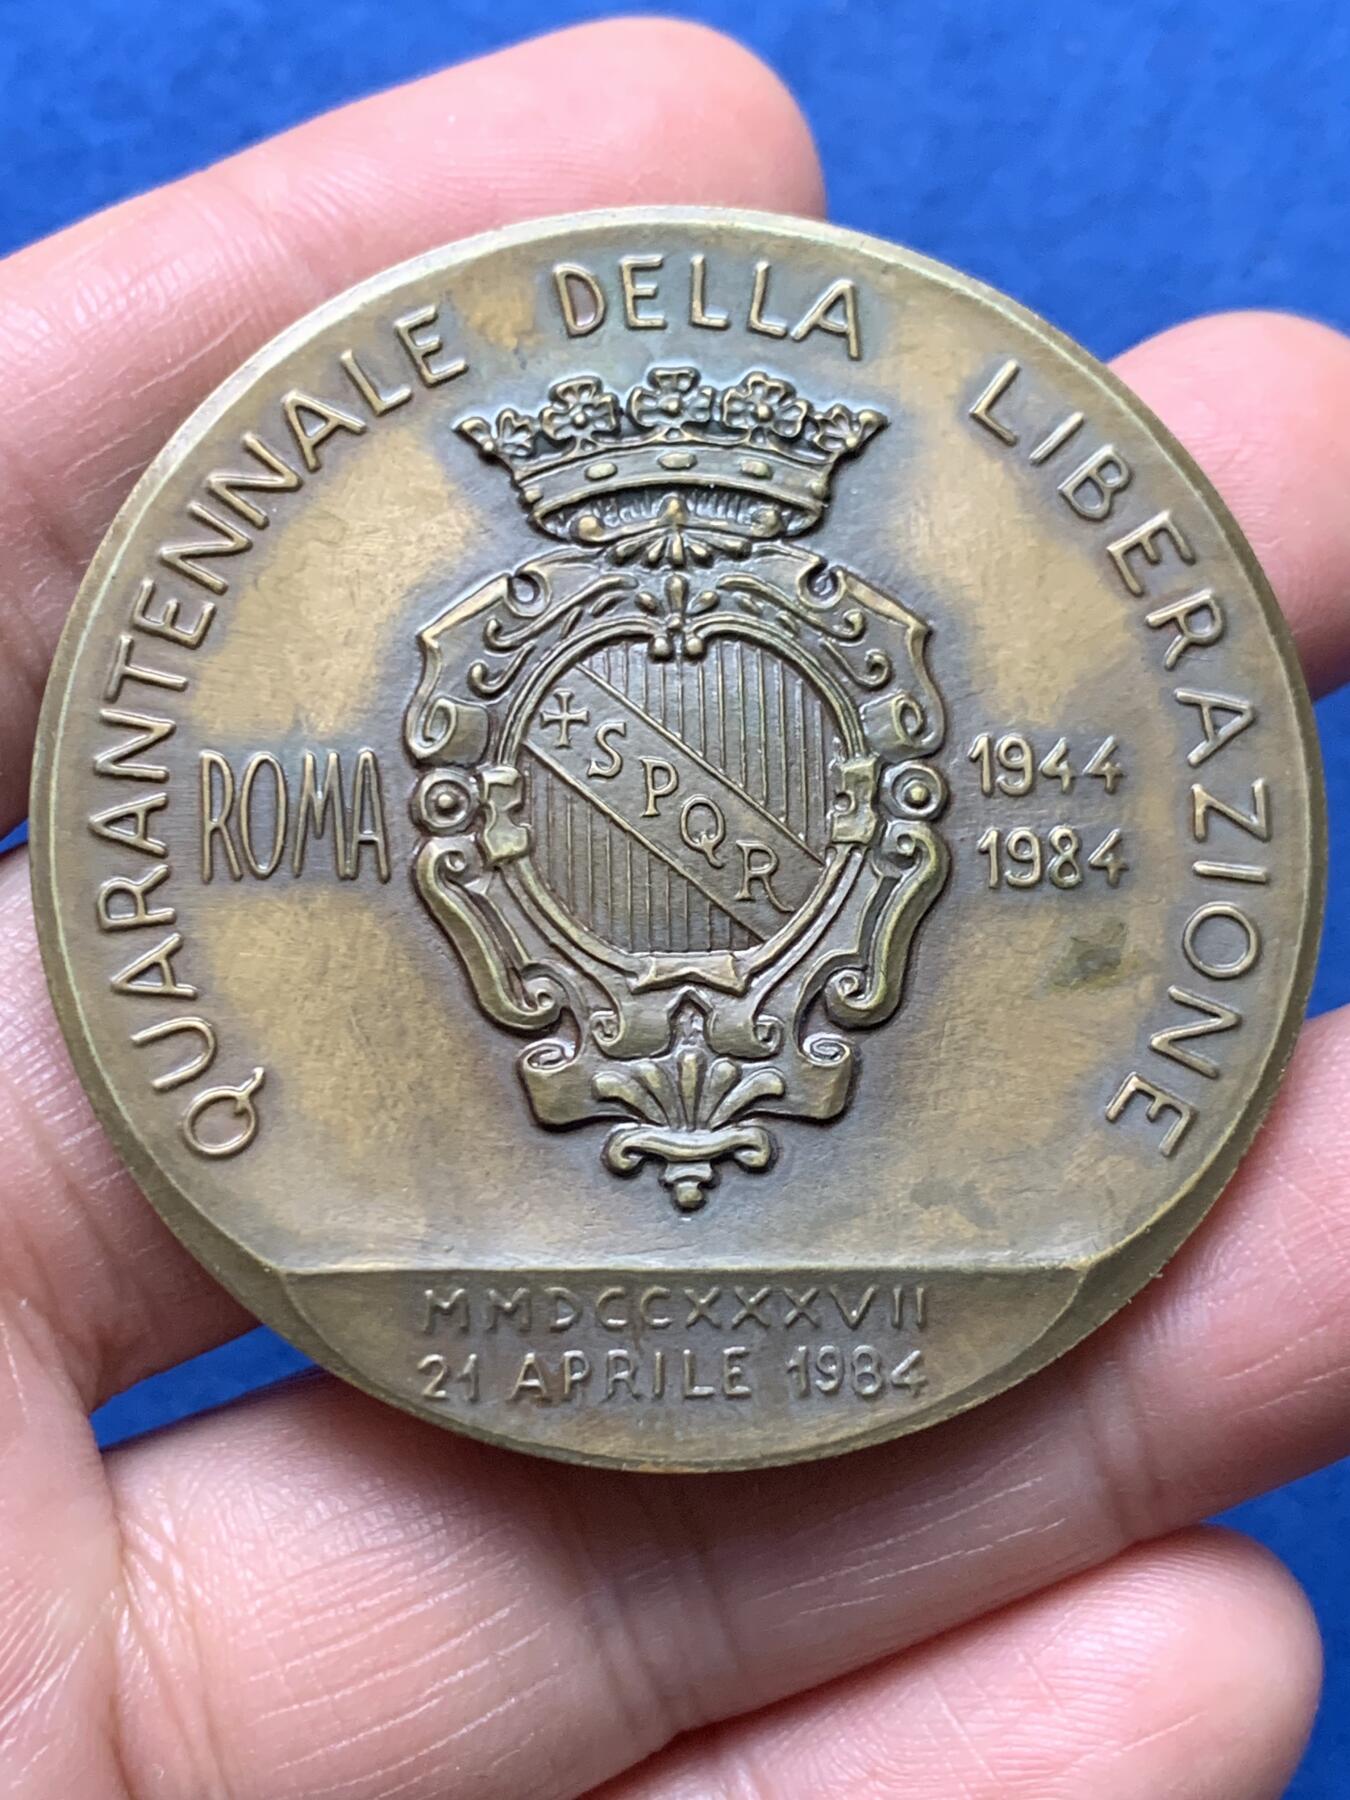 QUARANTENNALE DELLA LIBERAZIONE
ROMA
1944
1984
+SPQR
MMDCCXXXVII
21 APRILE 1984